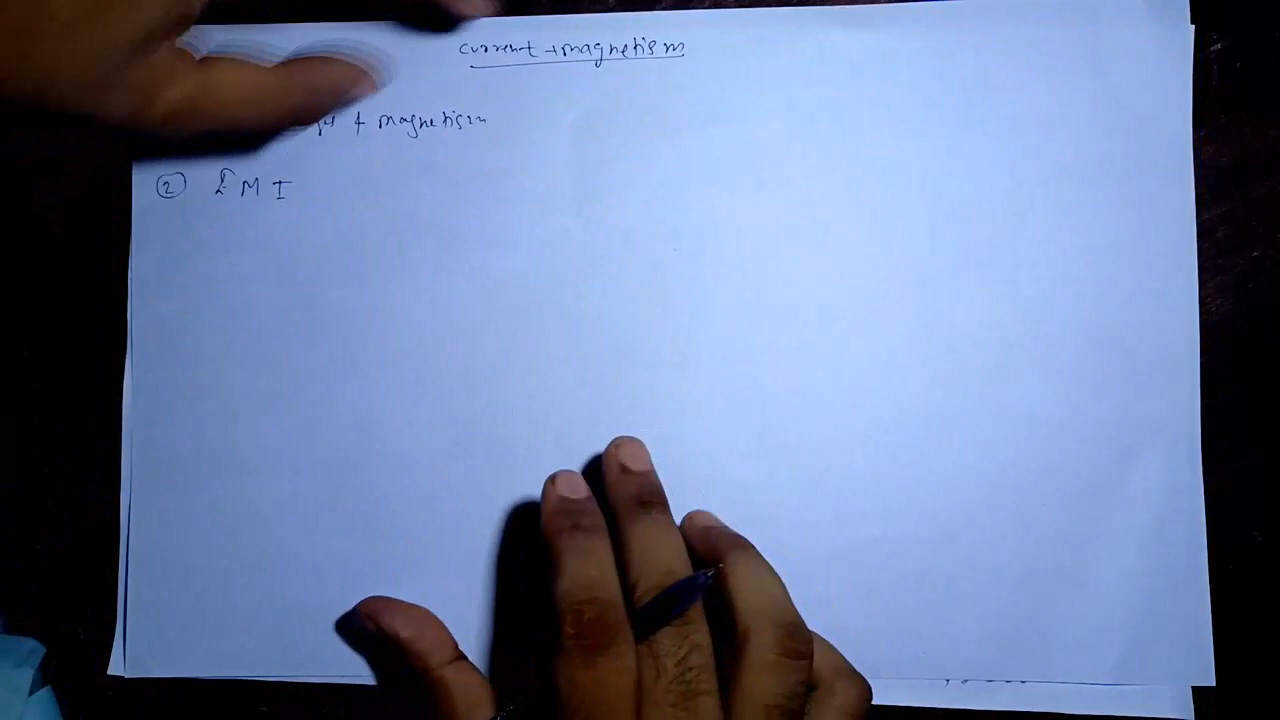 current + magnetism
+ magnetism
② EMI